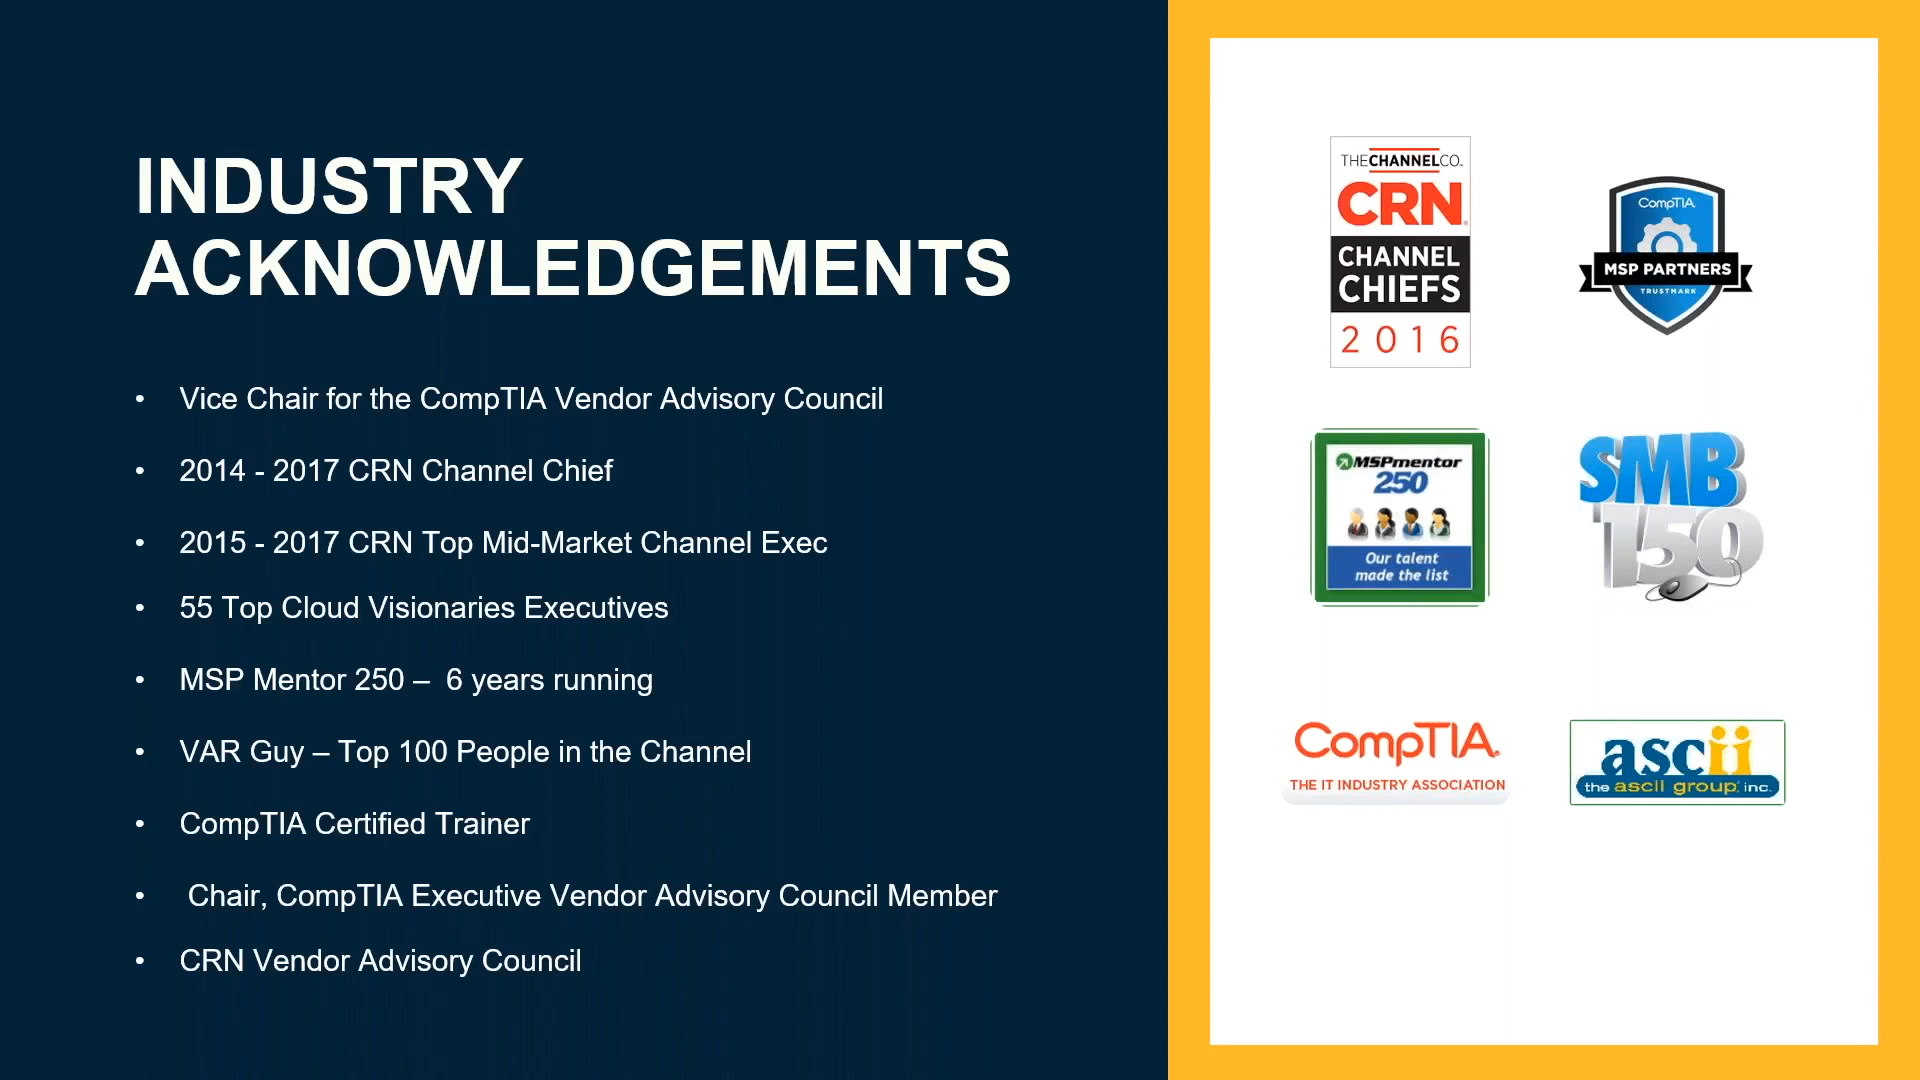 INDUSTRY
ACKNOWLEDGEMENTS
• Vice Chair for the CompTIA Vendor Advisory Council
• 2014 - 2017 CRN Channel Chief
• 2015 - 2017 CRN Top Mid-Market Channel Exec
• 55 Top Cloud Visionaries Executives
• MSP Mentor 250 – 6 years running
• VAR Guy – Top 100 People in the Channel
• CompTIA Certified Trainer
• Chair, CompTIA Executive Vendor Advisory Council Member
• CRN Vendor Advisory Council
THE CHANNEL CO.
CRN
CHANNEL
CHIEFS
2016
CompTIA
MSP PARTNERS
TRUSTMARK
MSPmentor
250
Our talent
made the list
SMB
150
CompTIA
THE IT INDUSTRY ASSOCIATION
ascii
the ascii group, inc.